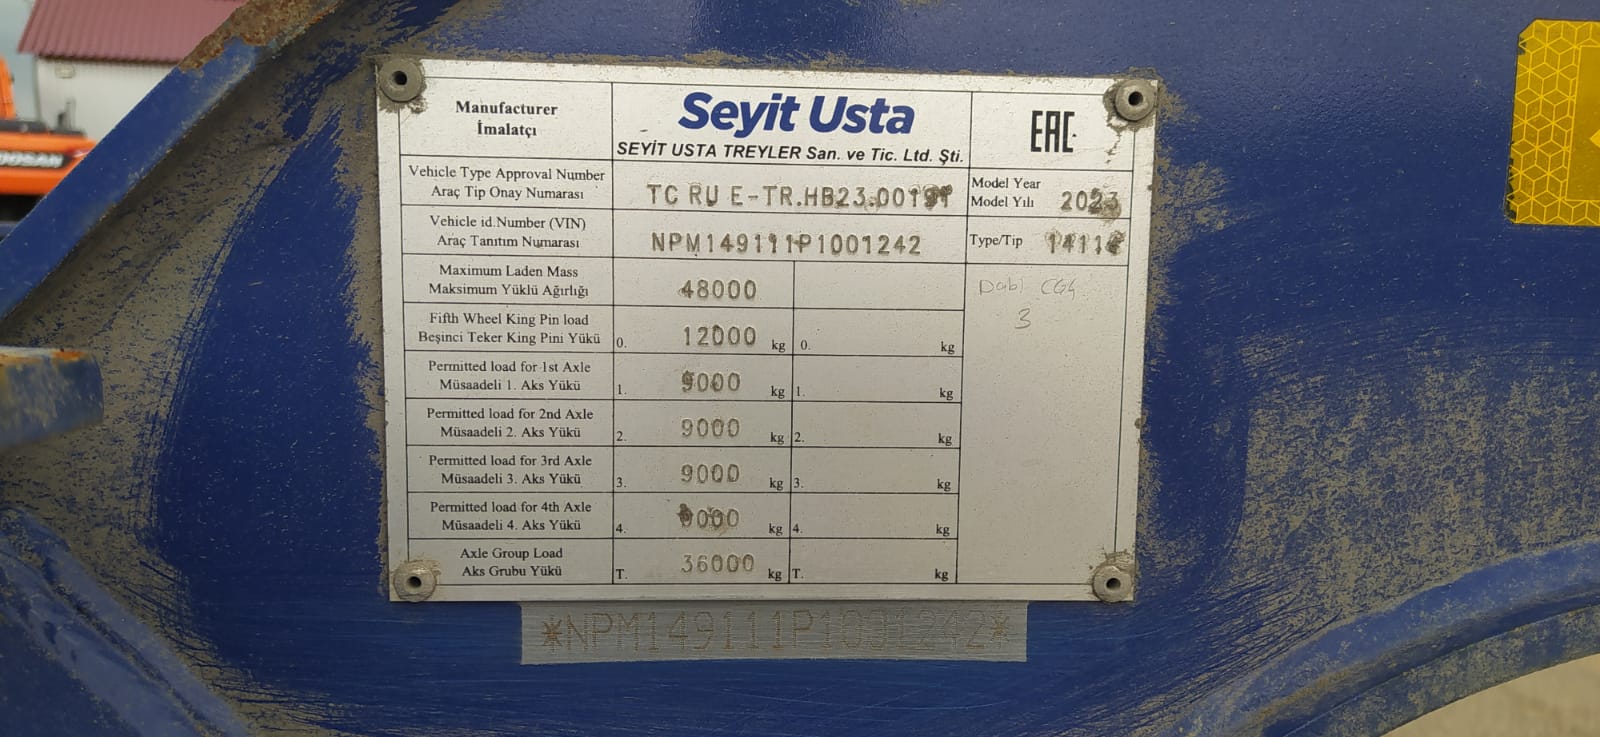 DOOSAN
Manufacturer
İmalatçı
Seyit Usta
SEYİT USTA TREYLER San. ve Tic. Ltd. Şti.
EAC
Vehicle Type Approval Number
Araç Tip Onay Numarası
TC RU E-TR.HB23.00191
Model Year
Model Yılı
2023
Vehicle id.Number (VIN)
Araç Tanıtım Numarası
NPM149111P1001242
Type/Tip
Maximum Laden Mass
Maksimum Yüklü Ağırlığı
48000
Fifth Wheel King Pin load
Beşinci Teker King Pini Yükü
0. 12000 kg 0. kg
Permitted load for 1st Axle
Müsaadeli 1. Aks Yükü
1. 9000 kg 1. kg
Permitted load for 2nd Axle
Müsaadeli 2. Aks Yükü
2. 9000 kg 2. kg
Permitted load for 3rd Axle
Müsaadeli 3. Aks Yükü
3. 9000 kg 3. kg
Permitted load for 4th Axle
Müsaadeli 4. Aks Yükü
4. 9000 kg 4. kg
Axle Group Load
Aks Grubu Yükü
T. 36000 kg T. kg
3
*NPM149111P1001242*